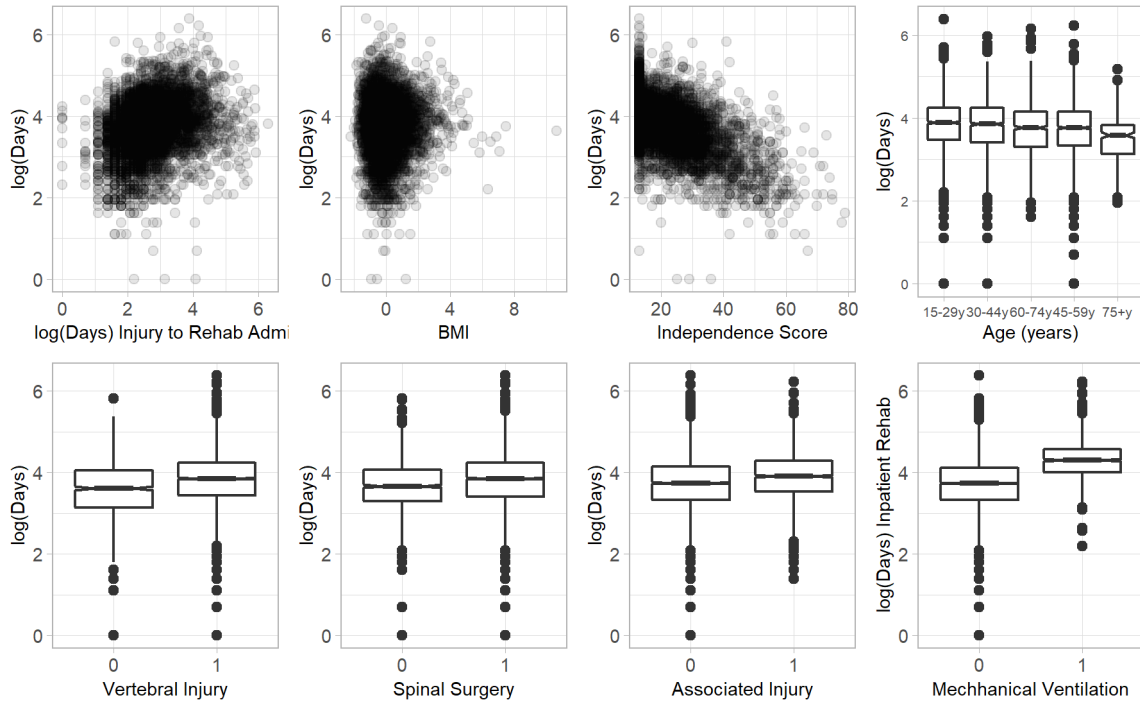 log(Days)
6
4
2
0
0 2 4 6
log(Days) Injury to Rehab Admi
log(Days)
6
4
2
0
0 4 8
BMI
log(Days)
6
4
2
0
20 40 60 80
Independence Score
log(Days)
6
4
2
0
15-29y 30-44y 60-74y 45-59y 75+y
Age (years)
log(Days)
6
4
2
0
0 1
Vertebral Injury
log(Days)
6
4
2
0
0 1
Spinal Surgery
log(Days)
6
4
2
0
0 1
Associated Injury
log(Days) Inpatient Rehab
6
4
2
0
0 1
Mechhanical Ventilation